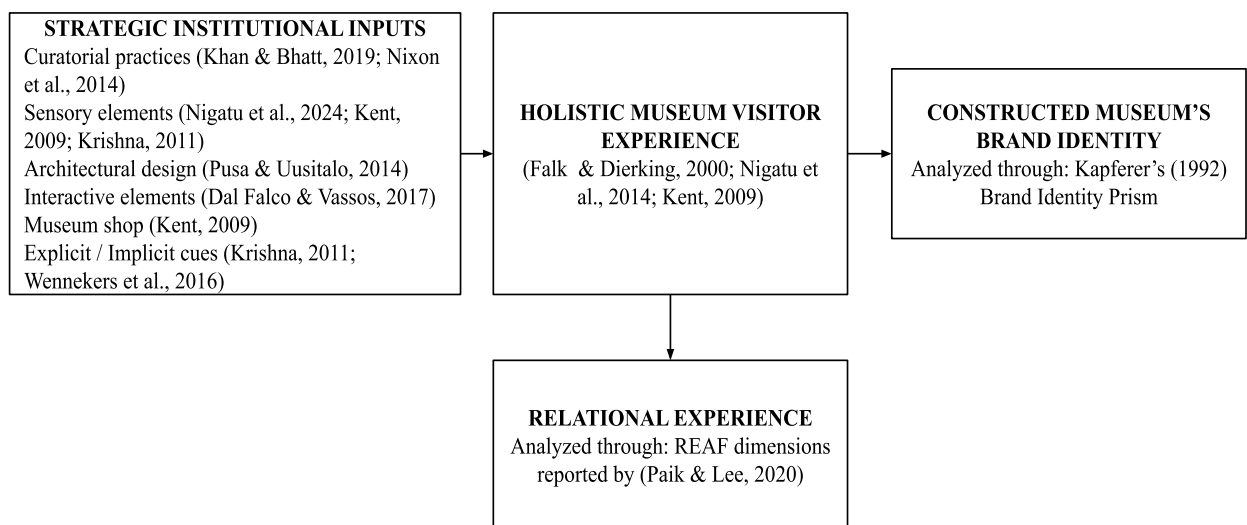 STRATEGIC INSTITUTIONAL INPUTS
Curatorial practices (Khan & Bhatt, 2019; Nixon
et al., 2014)
Sensory elements (Nigatu et al., 2024; Kent,
2009; Krishna, 2011)
Architectural design (Pusa & Uusitalo, 2014)
Interactive elements (Dal Falco & Vassos, 2017)
Museum shop (Kent, 2009)
Explicit / Implicit cues (Krishna, 2011;
Wennekers et al., 2016)
HOLISTIC MUSEUM VISITOR
EXPERIENCE
(Falk & Dierking, 2000; Nigatu et
al., 2014; Kent, 2009)
CONSTRUCTED MUSEUM'S
BRAND IDENTITY
Analyzed through: Kapferer's (1992)
Brand Identity Prism
RELATIONAL EXPERIENCE
Analyzed through: REAF dimensions
reported by (Paik & Lee, 2020)